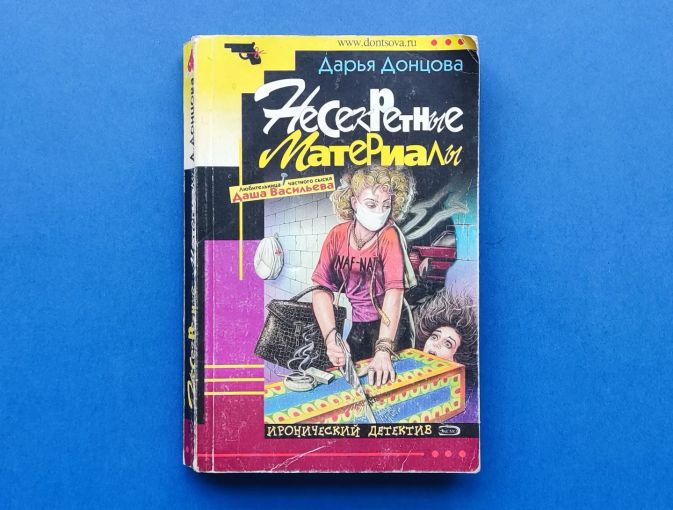 www.dontsova.ru
Дарья Донцова
Несекретные
Материалы
Любительница частного сыска
Даша Васильева
NAF-NAF
ИРОНИЧЕСКИЙ ДЕТЕКТИВ
Д. Донцова
Несекретные Материалы